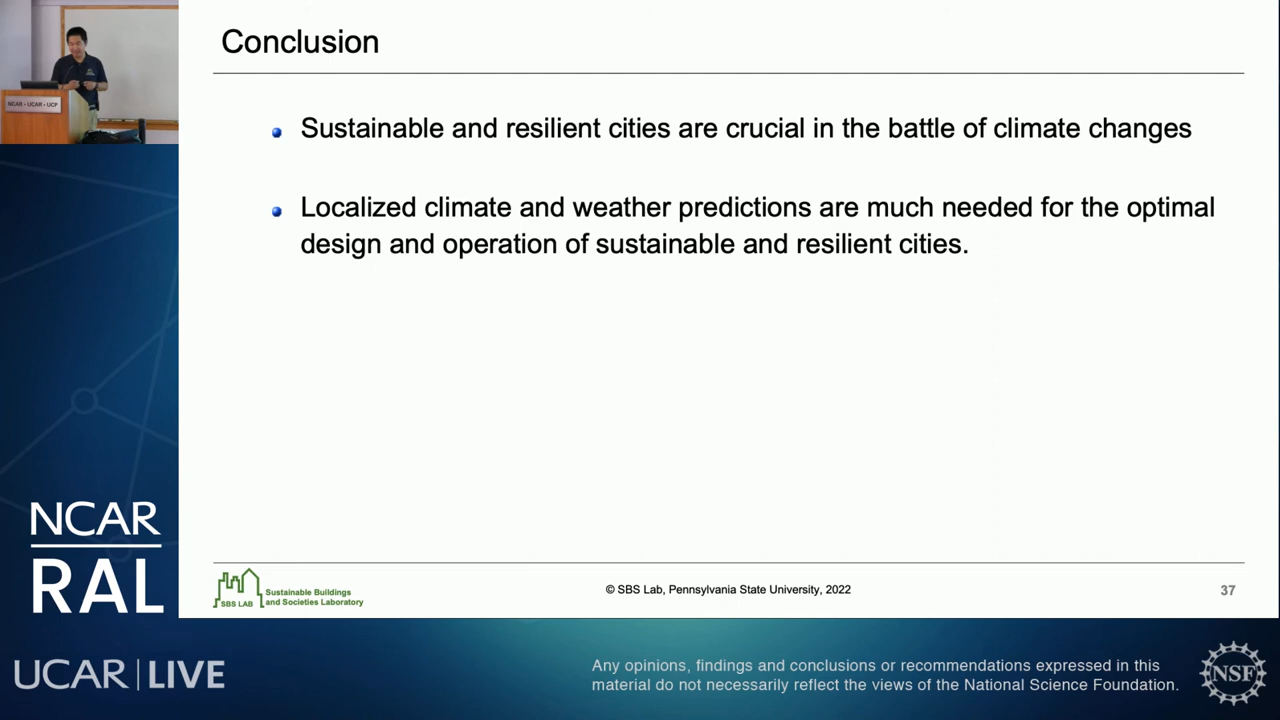 Conclusion
NCAR • UCAR • UCP
Sustainable and resilient cities are crucial in the battle of climate changes
Localized climate and weather predictions are much needed for the optimal
design and operation of sustainable and resilient cities.
NCAR
RAL
SBS LAB
Sustainable Buildings
and Societies Laboratory
© SBS Lab, Pennsylvania State University, 2022
37
UCAR | LIVE
Any opinions, findings and conclusions or recommendations expressed in this
material do not necessarily reflect the views of the National Science Foundation.
NSF